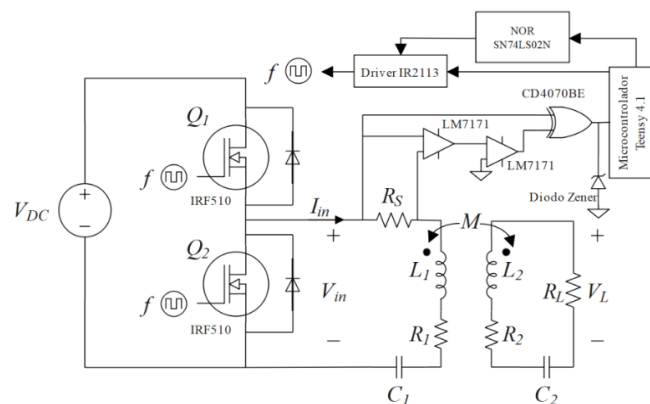 NOR
SN74LS02N
f
Driver IR2113
Microcontrolador
Teensy 4.1
CD4070BE
Q1
LM7171
f
IRF510
LM7171
Diodo Zener
VDC
+
−
Iin
RS
M
Q2
+
+
L1
L2
f
Vin
RL
VL
IRF510
R1
R2
−
−
C1
C2